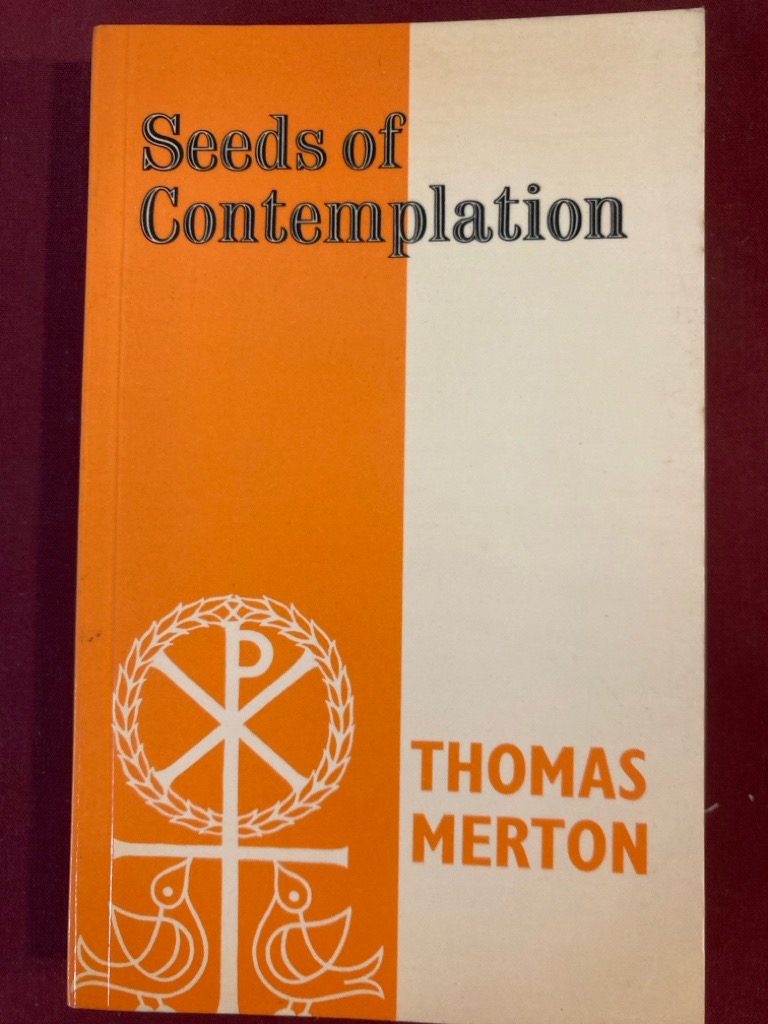 Seeds of
Contemplation
THOMAS
MERTON